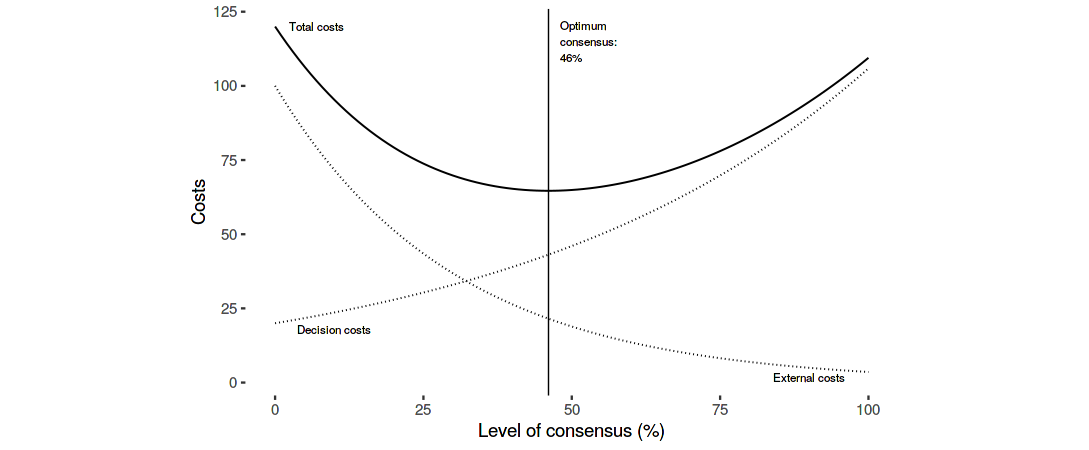 125
Total costs
Optimum
consensus:
46%
100
75
Costs
50
25
Decision costs
0
External costs
0 25 50 75 100
Level of consensus (%)